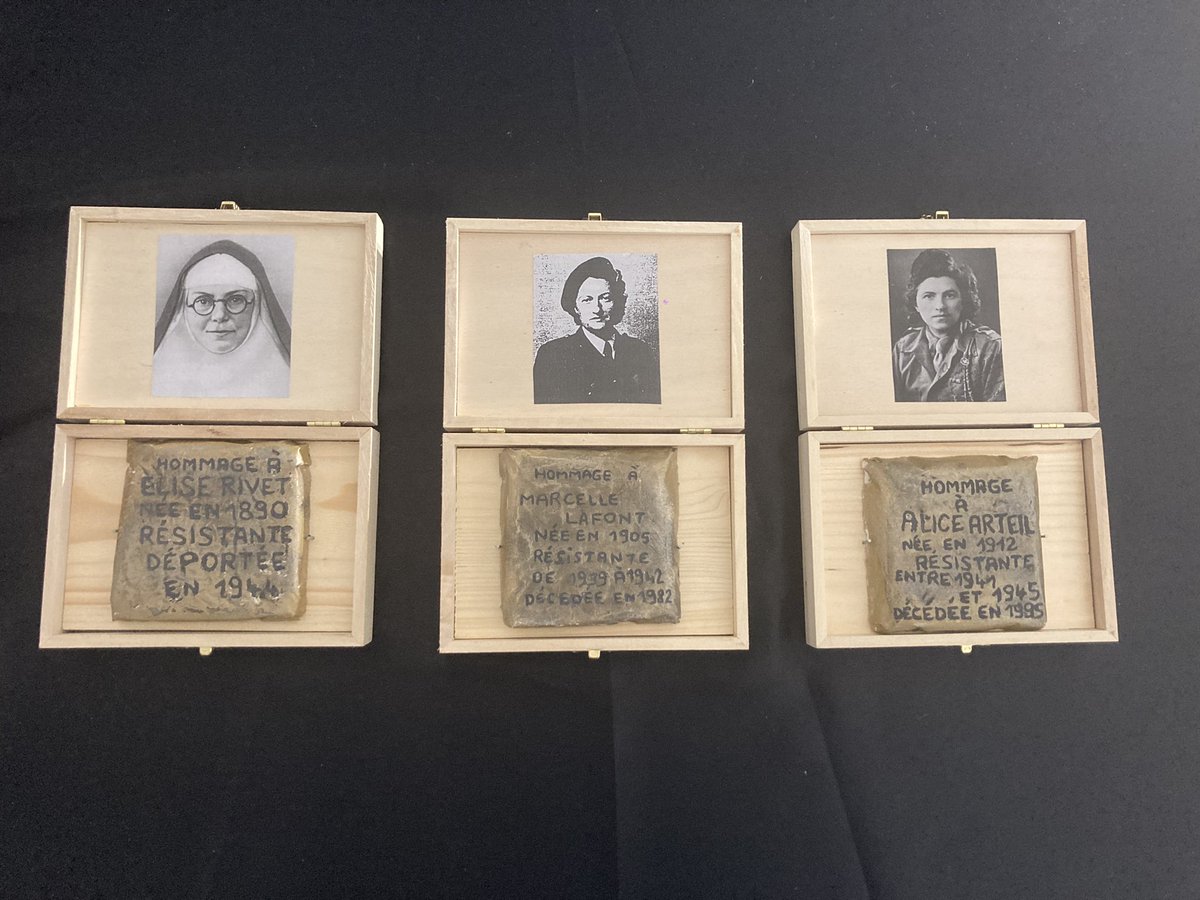 HOMMAGE À
ÉLISE RIVET
NÉE EN 1890
RÉSISTANTE
DÉPORTÉE
EN 1944
HOMMAGE À
MARCELLE
LAFONT
NÉE EN 1905
RÉSISTANTE
DE 1939 À 1942
DÉCÉDÉE EN 1982
HOMMAGE
À
ALICE ARTEIL
NÉE EN 1912
RÉSISTANTE
ENTRE 1941
ET 1945
DÉCÉDÉE EN 1995